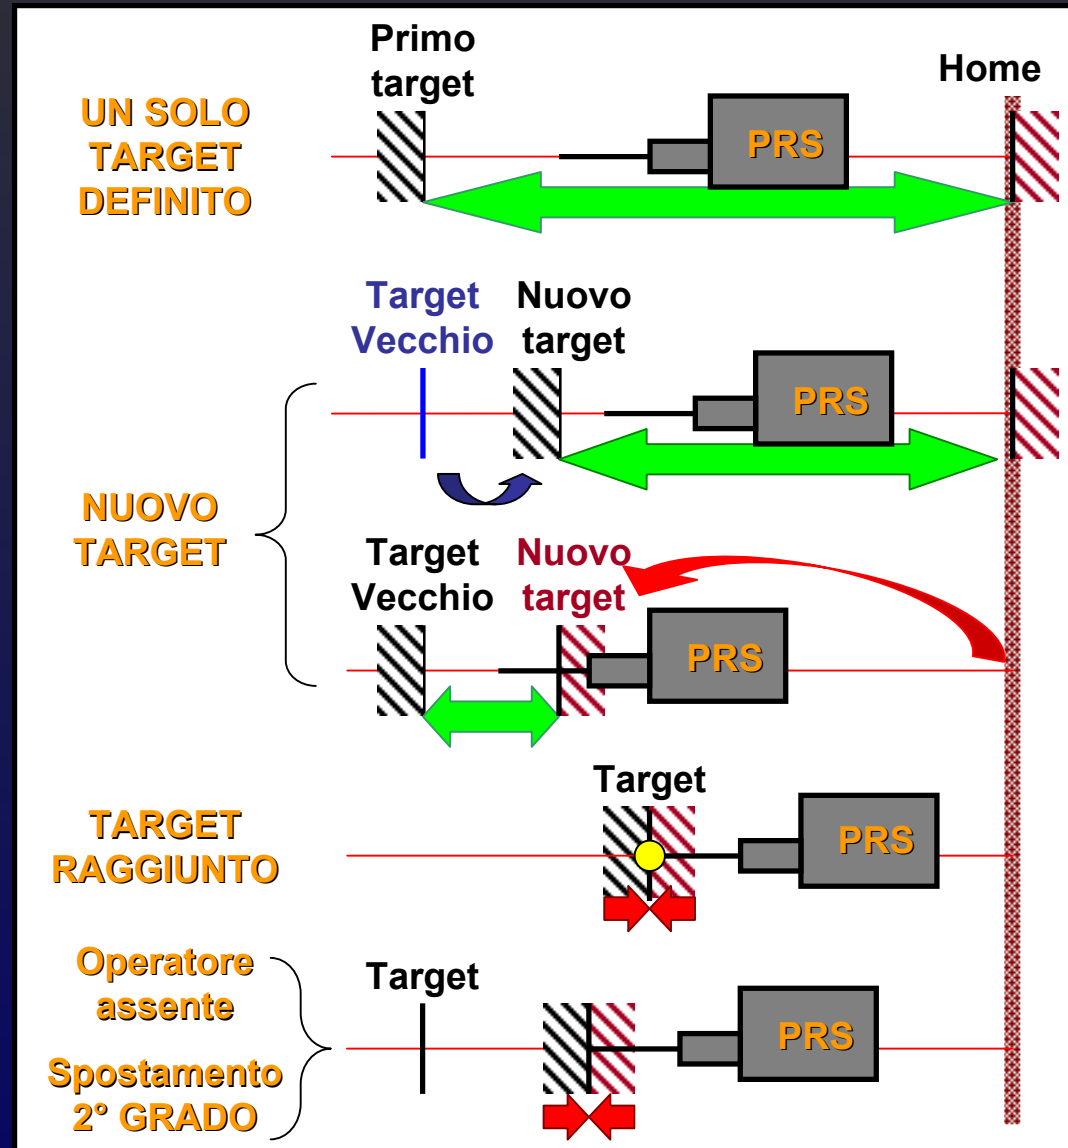 Primo
target
Home
UN SOLO
TARGET
DEFINITO
PRS
Target
Vecchio
Nuovo
target
PRS
NUOVO
TARGET
Target
Vecchio
Nuovo
target
PRS
Target
TARGET
RAGGIUNTO
PRS
Operatore
assente
Target
PRS
Spostamento
2° GRADO